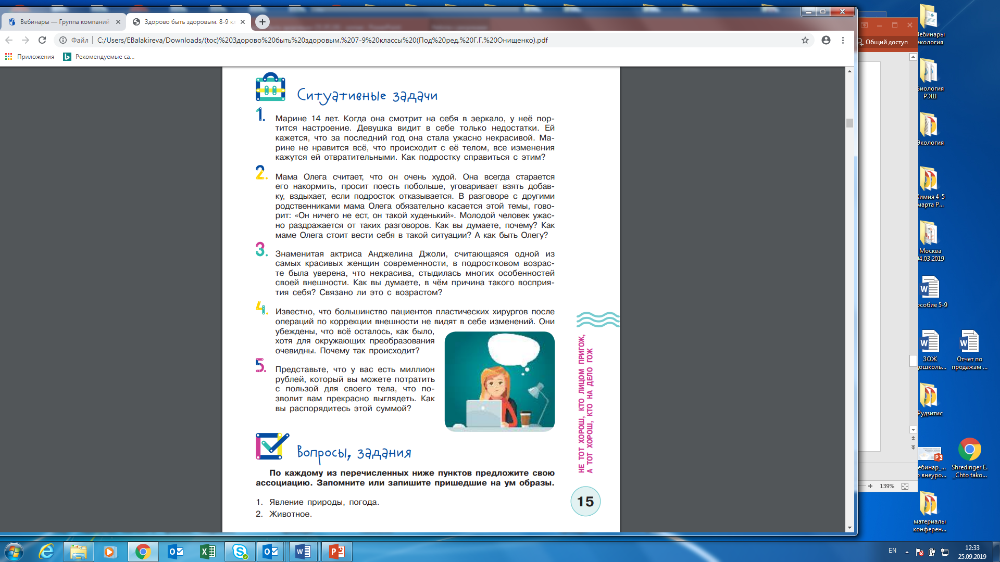 Вебинары — Группа компаний
Здорово быть здоровым. 8-9 кл
Файл
C:/Users/EBalakireva/Downloads/(toc)%20Здорово%20быть%20здоровым.%207-9%20классы%20(Под%20ред.%20Г.Г.%20Онищенко).pdf
Приложения
Рекомендуемые са...
Ситуативные задачи
1.
Марине 14 лет. Когда она смотрит на себя в зеркало, у неё пор-
тится настроение. Девушка видит в себе только недостатки. Ей
кажется, что за последний год она стала ужасно некрасивой. Ма-
рине не нравится всё, что происходит с её телом, все изменения
кажутся ей отвратительными. Как подростку справиться с этим?
2.
Мама Олега считает, что он очень худой. Она всегда старается
его накормить, просит поесть побольше, уговаривает взять добав-
ку, вздыхает, если подросток отказывается. В разговоре с другими
родственниками мама Олега обязательно касается этой темы, гово-
рит: «Он ничего не ест, он такой худенький». Молодой человек ужас-
но раздражается от таких разговоров. Как вы думаете, почему? Как
маме Олега стоит вести себя в такой ситуации? А как быть Олегу?
3.
Знаменитая актриса Анджелина Джоли, считающаяся одной из
самых красивых женщин современности, в подростковом возрас-
те была уверена, что некрасива, стыдилась многих особенностей
своей внешности. Как вы думаете, в чём причина такого восприя-
тия себя? Связано ли это с возрастом?
4.
Известно, что большинство пациентов пластических хирургов после
операций по коррекции внешности не видят в себе изменений. Они
убеждены, что всё осталось, как было,
хотя для окружающих преобразования
очевидны. Почему так происходит?
5.
Представьте, что у вас есть миллион
рублей, который вы можете потратить
с пользой для своего тела, что по-
зволит вам прекрасно выглядеть. Как
вы распорядитесь этой суммой?
НЕ ТОТ ХОРОШ, КТО ЛИЦОМ ПРИГОЖ,
А ТОТ ХОРОШ, КТО НА ДЕЛО ГОЖ
Вопросы, задания
По каждому из перечисленных ниже пунктов предложите свою
ассоциацию. Запомните или запишите пришедшие на ум образы.
1. Явление природы, погода.
2. Животное.
15
Общий доступ
139%
Вебинары
экология
Биология
РЭШ
Экология
Химия 4-5
марта Р...
Москва
04.03.2019
пособие 5-9
ЗОЖ
дошколь...
Отчет по
продажам ...
Рудзитис
вебинар_...
о внеуро...
Shredinger E.
_Chto tako...
материалы
конферен...
EN
12:33
25.09.2019